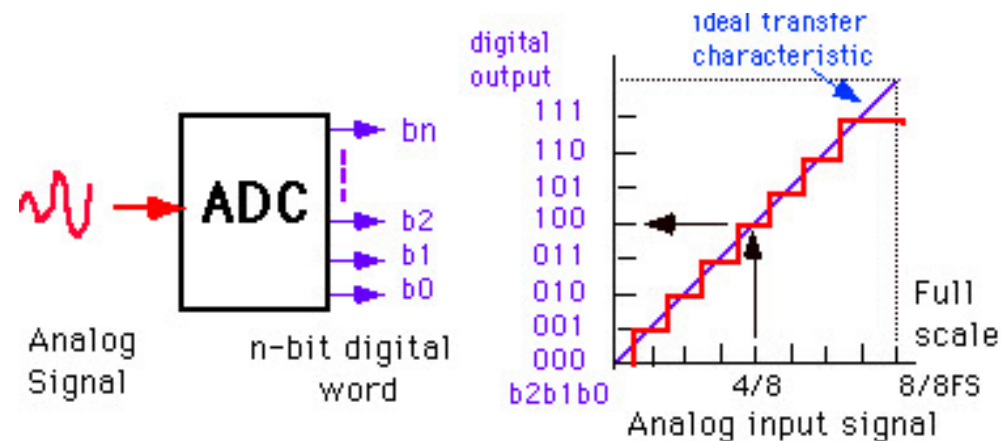 ADC
bn
b2
b1
b0
Analog
Signal
n-bit digital
word
ideal transfer
characteristic
digital
output
111
110
101
100
011
010
001
000
b2b1b0
4/8
8/8FS
Full
scale
Analog input signal